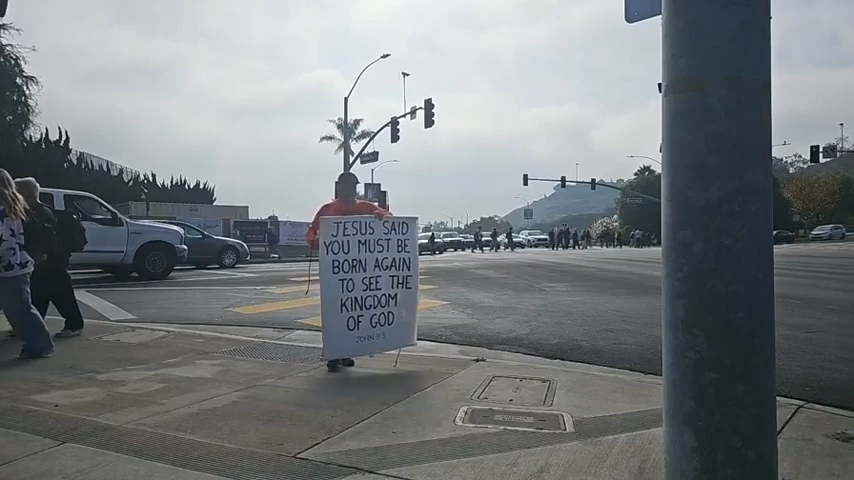 JESUS SAID
YOU MUST BE
BORN AGAIN
TO SEE THE
KINGDOM
OF GOD
JOHN 3:3